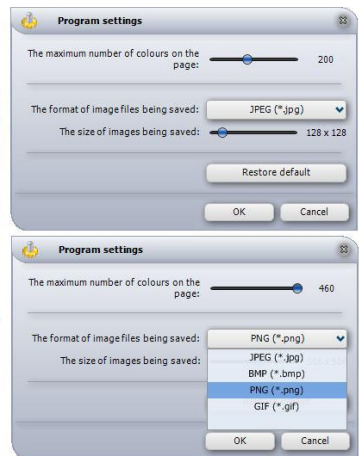 Program settings
The maximum number of colours on the
page:
200
The format of image files being saved:
JPEG (*.jpg)
The size of images being saved:
128 x 128
Restore default
OK
Cancel
Program settings
The maximum number of colours on the
page:
460
The format of image files being saved:
PNG (*.png)
The size of images being saved:
JPEG (*.jpg)
BMP (*.bmp)
PNG (*.png)
GIF (*.gif)
OK
Cancel